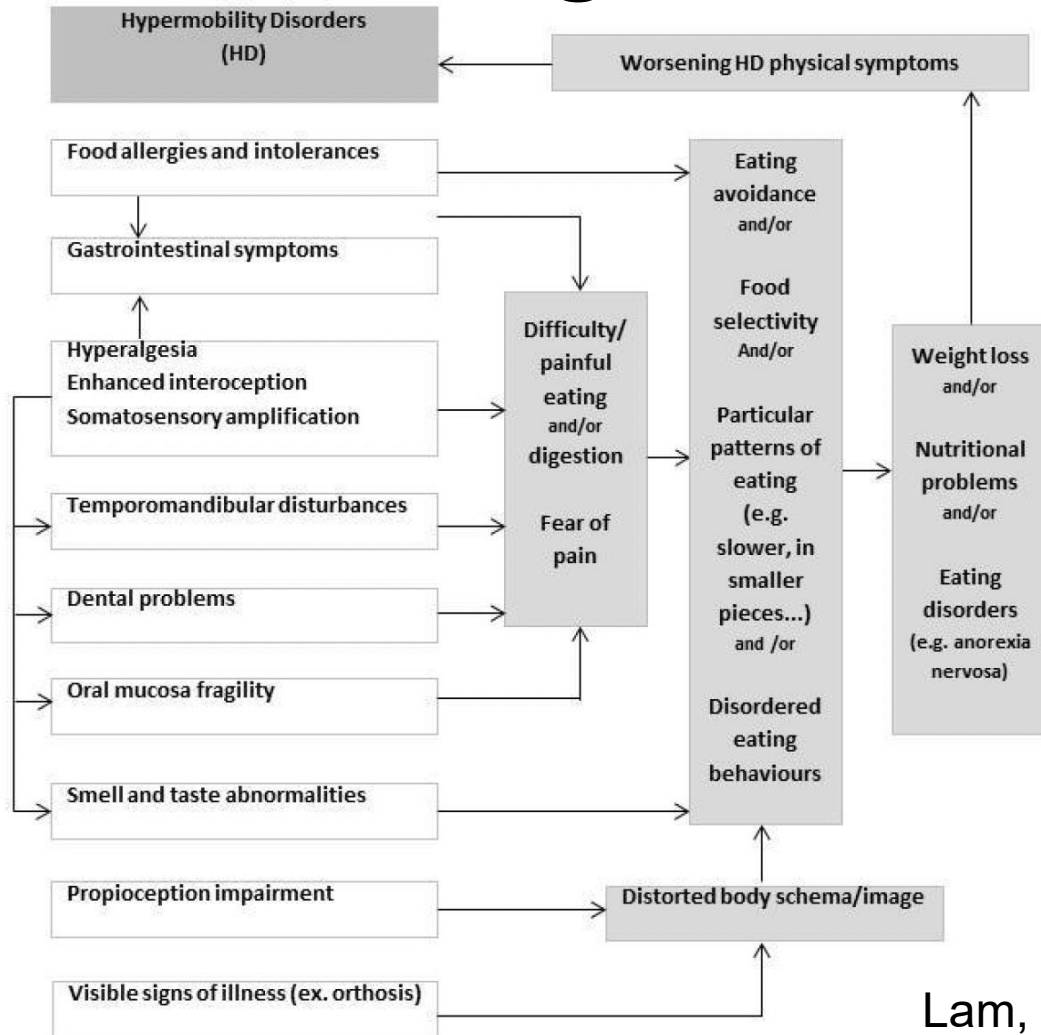 Hypermobility Disorders
(HD)
Worsening HD physical symptoms
Food allergies and intolerances
Gastrointestinal symptoms
Hyperalgesia
Enhanced interoception
Somatosensory amplification
Temporomandibular disturbances
Dental problems
Oral mucosa fragility
Smell and taste abnormalities
Propioception impairment
Visible signs of illness (ex. orthosis)
Difficulty/
painful
eating
and/or
digestion
Fear of
pain
Eating
avoidance
and/or
Food
selectivity
And/or
Particular
patterns of
eating
(e.g.
slower, in
smaller
pieces...)
and /or
Disordered
eating
behaviours
Distorted body schema/image
Weight loss
and/or
Nutritional
problems
and/or
Eating
disorders
(e.g. anorexia
nervosa)
Lam,